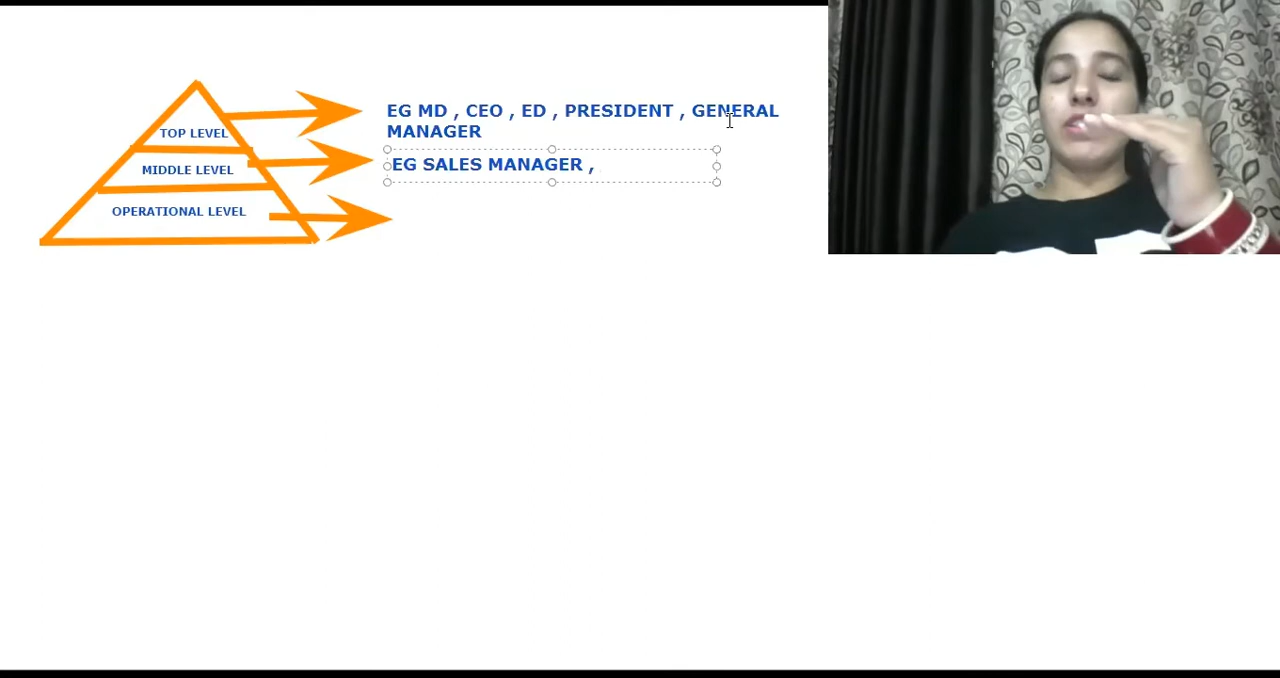 TOP LEVEL
MIDDLE LEVEL
OPERATIONAL LEVEL
EG MD , CEO , ED , PRESIDENT , GENERAL
MANAGER
EG SALES MANAGER ,